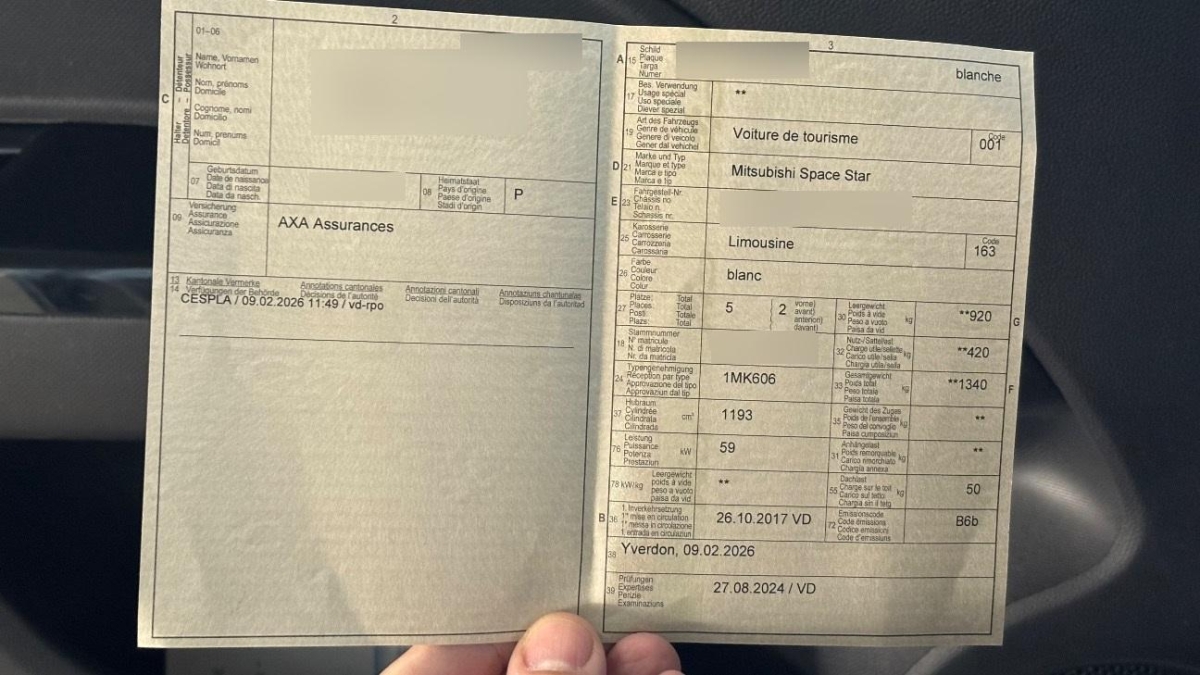 2
01-06
C
Halter - Détenteur
Detentore - Possessur
Name, Vornamen
Wohnort
Nom, prénoms
Domicile
Cognome, nomi
Domicilio
Num, prenums
Domicil
07
Geburtsdatum
Date de naissance
Data di nascita
Data da nasch.
08
Heimatstaat
Pays d'origine
Paese d'origine
Stadi d'origin
P
09
Versicherung
Assurance
Assicurazione
Assicuranza
AXA Assurances
13
14
Kantonale Vermerke
Verfügungen der Behörde
Annotations cantonales
Décisions de l'autorité
Annotazioni cantonali
Decisioni dell'autorità
Annotaziuns chantunalas
Disposiziuns da l'autoritad
CESPLA / 09.02.2026 11:49 / vd-rpo
3
A
15
Schild
Plaque
Targa
Numer
blanche
17
Bes. Verwendung
Usage spécial
Uso speciale
Diever spezial
**
19
Art des Fahrzeugs
Genre de véhicule
Genere di veicolo
Gener dal vehichel
Voiture de tourisme
Code
001
D
21
Marke und Typ
Marque et type
Marca e tipo
Marca e tip
Mitsubishi Space Star
E
23
Fahrgestell-Nr.
Châssis no
Telaio n.
Schassis nr.
25
Karosserie
Carrosserie
Carrozzeria
Carossaria
Limousine
Code
163
26
Farbe
Couleur
Colore
Colur
blanc
27
Plätze: Total
Places: Total
Posti: Totale
Plazs: Total
5
2
vorne)
avant)
anteriori)
davant)
30
Leergewicht
Poids à vide
Peso a vuoto
Paisa da vid
kg
**920
G
18
Stammnummer
N° matricule
N. di matricola
Nr. da matricla
32
Nutz-/Sattellast
Charge utile/sellette
Carico utile/sella
Chargia utila/sella
kg
**420
24
Typengenehmigung
Réception par type
Approvazione del tipo
Approvaziun dal tip
1MK606
33
Gesamtgewicht
Poids total
Peso totale
Paisa totala
kg
**1340
F
37
Hubraum
Cylindrée
Cilindrata
Cilindrada
cm³
1193
35
Gewicht des Zuges
Poids de l'ensemble
Peso del convoglio
Paisa cumposiziun
kg
**
76
Leistung
Puissance
Potenza
Prestaziun
kW
59
31
Anhängelast
Poids remorquable
Carico rimorchiato
Chargia annexa
kg
**
78 kW/kg
Leergewicht
poids à vide
peso a vuoto
paisa da vid
**
55
Dachlast
Charge sur le toit
Carico sul tetto
Chargia sin il tetg
kg
50
B
36
1. Inverkehrsetzung
1re mise en circulation
1a messa in circolazione
1. entrada en circulaziun
26.10.2017 VD
72
Emissionscode
Code émissions
Codice emissioni
Code d'emissiuns
B6b
38
Yverdon, 09.02.2026
39
Prüfungen
Expertises
Perizie
Examinaziuns
27.08.2024 / VD